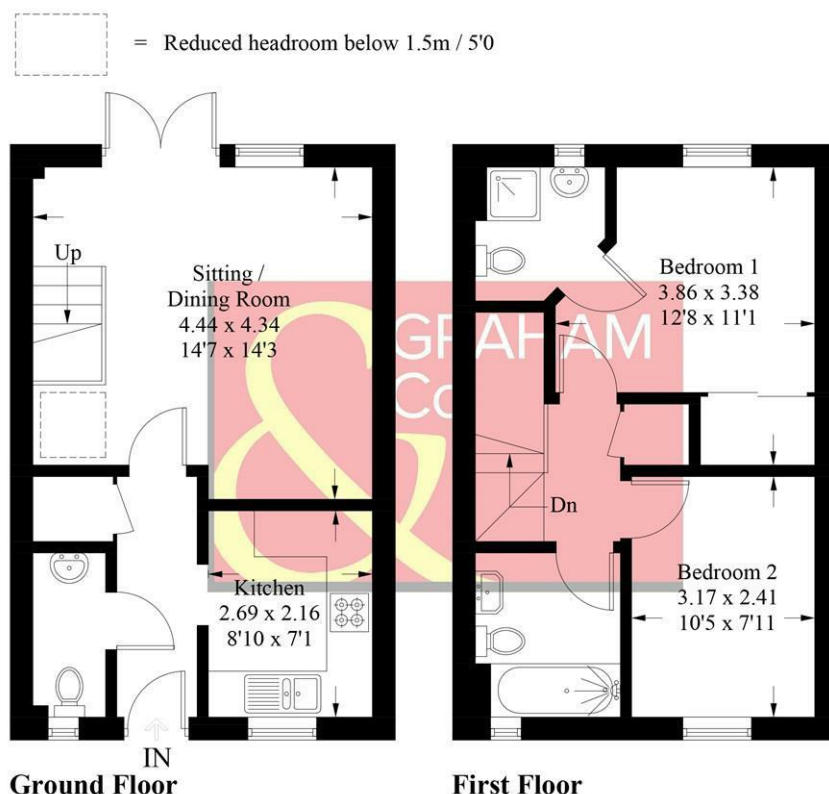 = Reduced headroom below 1.5m / 5'0
Up
Sitting /
Dining Room
4.44 x 4.34
14'7 x 14'3
Kitchen
2.69 x 2.16
8'10 x 7'1
IN
Ground Floor
Bedroom 1
3.86 x 3.38
12'8 x 11'1
Dn
Bedroom 2
3.17 x 2.41
10'5 x 7'11
First Floor
&
GRAHAM
Co